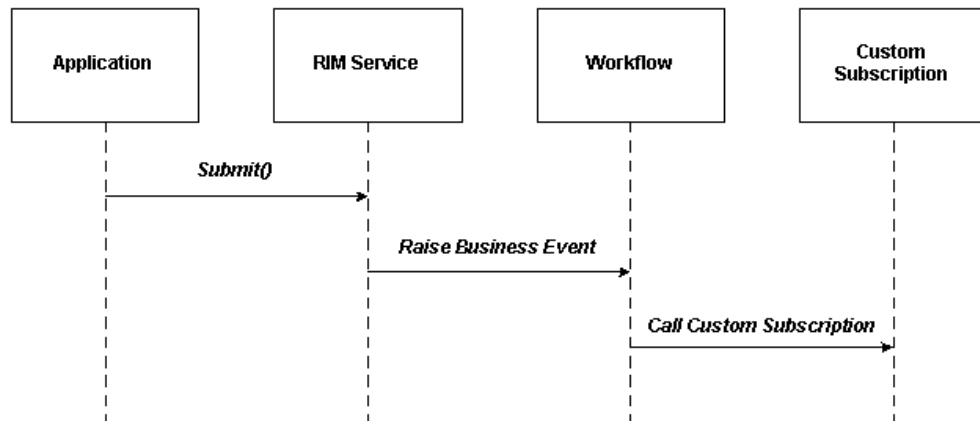 Application
RIM Service
Workflow
Custom
Subscription
Submit()
Raise Business Event
Call Custom Subscription